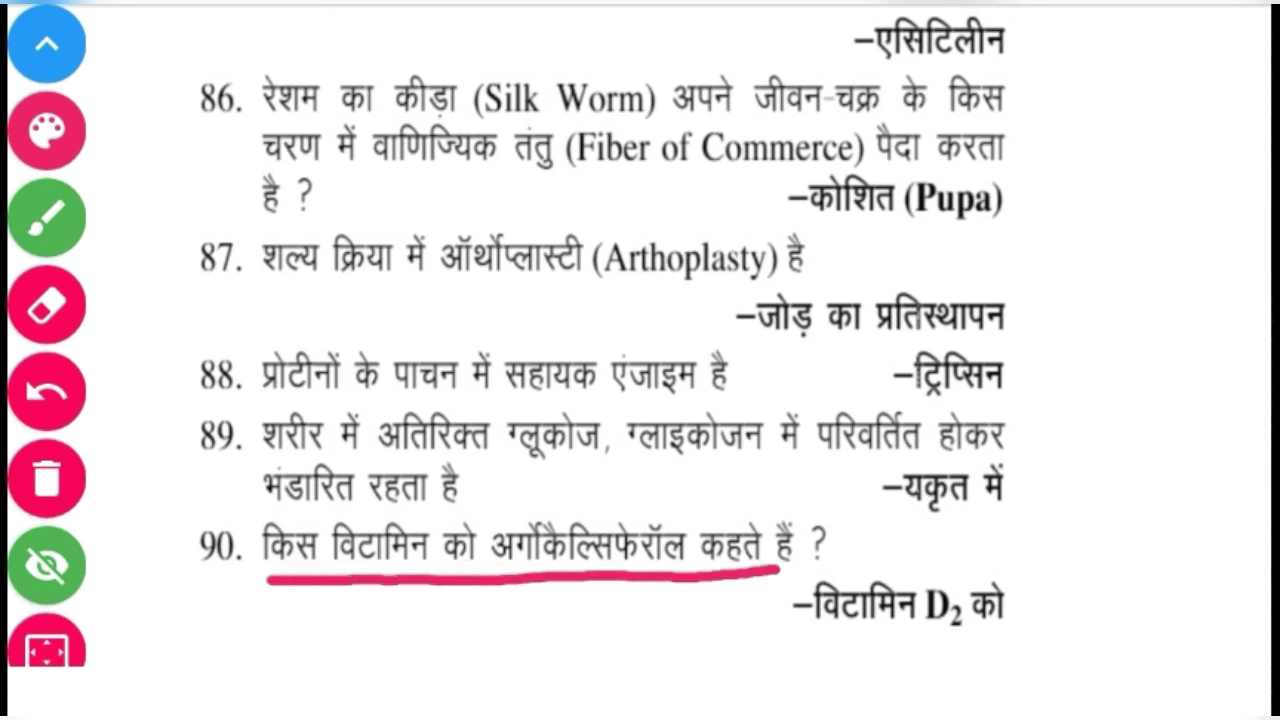 –एसिटिलीन
86. रेशम का कीड़ा (Silk Worm) अपने जीवन-चक्र के किस
चरण में वाणिज्यिक तंतु (Fiber of Commerce) पैदा करता
है ? –कोशित (Pupa)
87. शल्य क्रिया में ऑर्थोप्लास्टी (Arthoplasty) है
–जोड़ का प्रतिस्थापन
88. प्रोटीनों के पाचन में सहायक एंजाइम है –ट्रिप्सिन
89. शरीर में अतिरिक्त ग्लूकोज, ग्लाइकोजन में परिवर्तित होकर
भंडारित रहता है –यकृत में
90. किस विटामिन को अर्गोकैल्सिफेरॉल कहते हैं ?
–विटामिन D₂ को